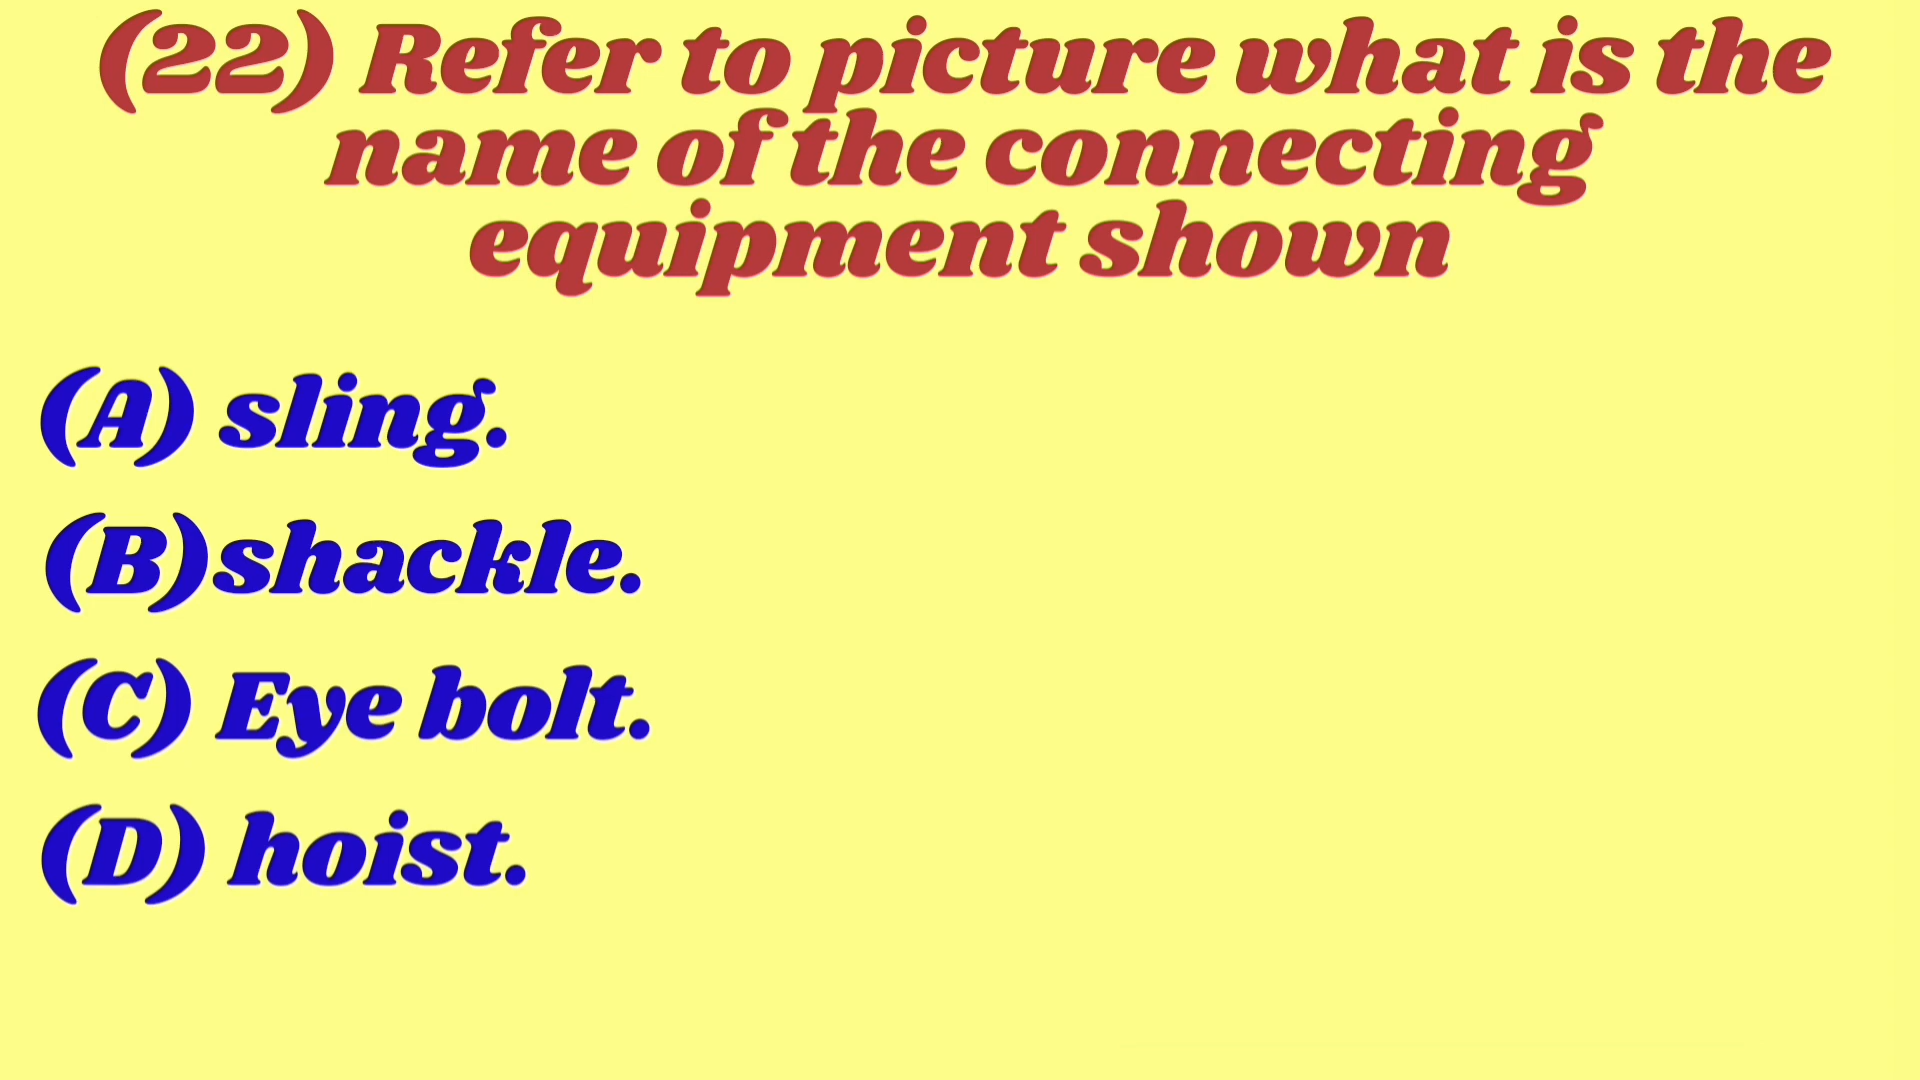 (22) Refer to picture what is the
name of the connecting
equipment shown
(A) sling.
(B)shackle.
(C) Eye bolt.
(D) hoist.